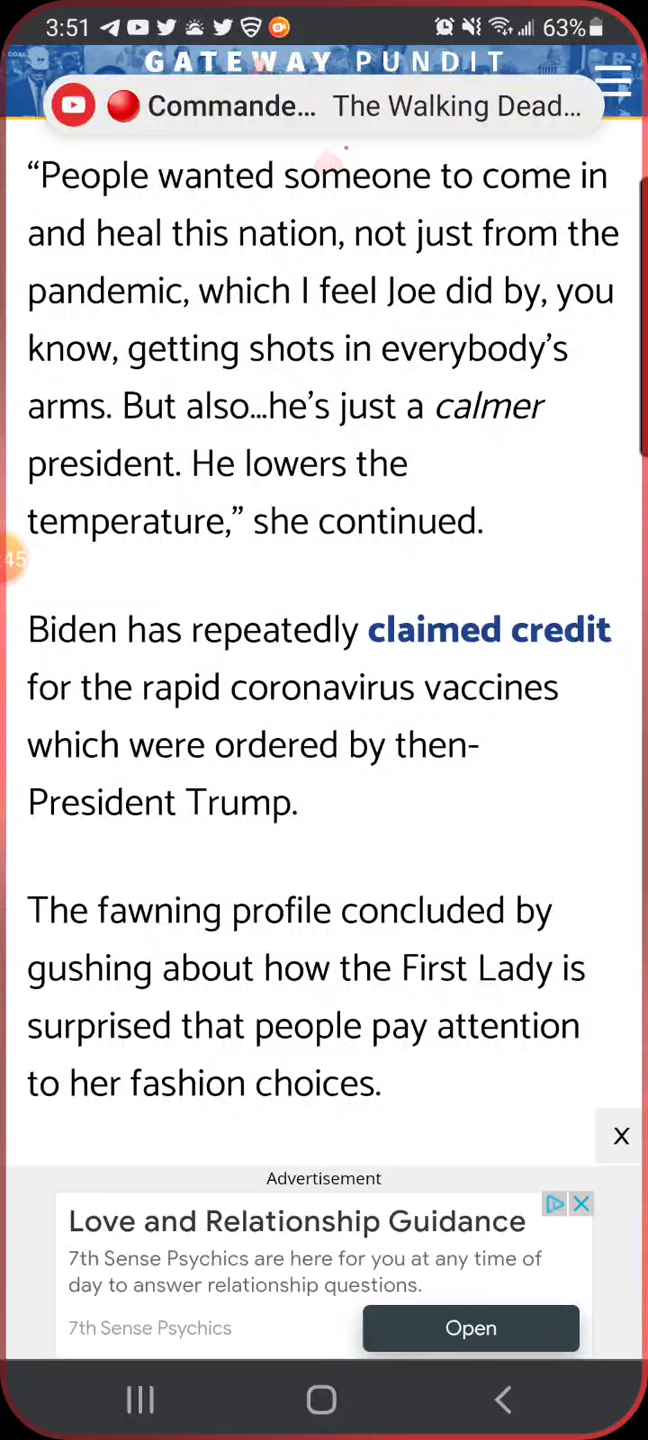 3:51
63%
GATEWAY PUNDIT
Commande... The Walking Dead...
“People wanted someone to come in
and heal this nation, not just from the
pandemic, which I feel Joe did by, you
know, getting shots in everybody’s
arms. But also...he’s just a calmer
president. He lowers the
temperature,” she continued.
:45
Biden has repeatedly claimed credit
for the rapid coronavirus vaccines
which were ordered by then-
President Trump.
The fawning profile concluded by
gushing about how the First Lady is
surprised that people pay attention
to her fashion choices.
X
Advertisement
Love and Relationship Guidance
7th Sense Psychics are here for you at any time of
day to answer relationship questions.
7th Sense Psychics
Open